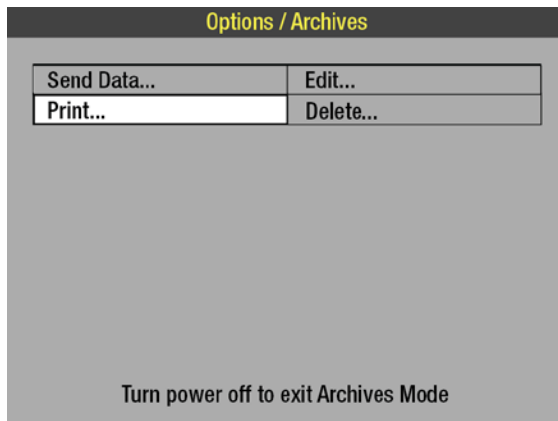 Options / Archives
Send Data... Edit...
Print... Delete...
Turn power off to exit Archives Mode